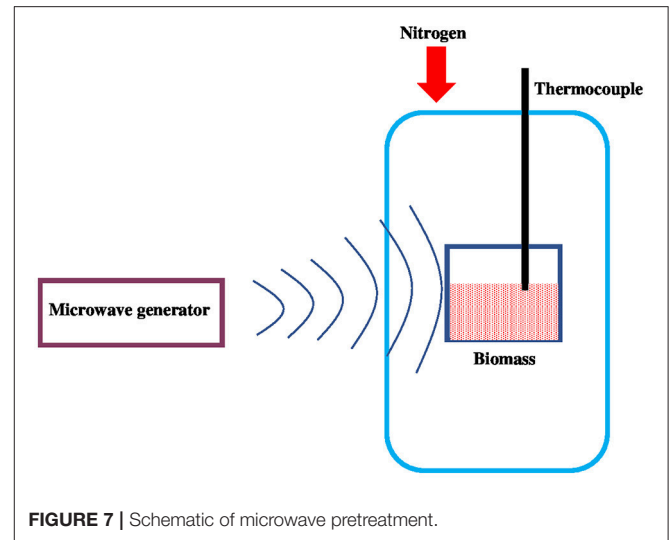 Nitrogen
Thermocouple
Microwave generator
Biomass
FIGURE 7 | Schematic of microwave pretreatment.